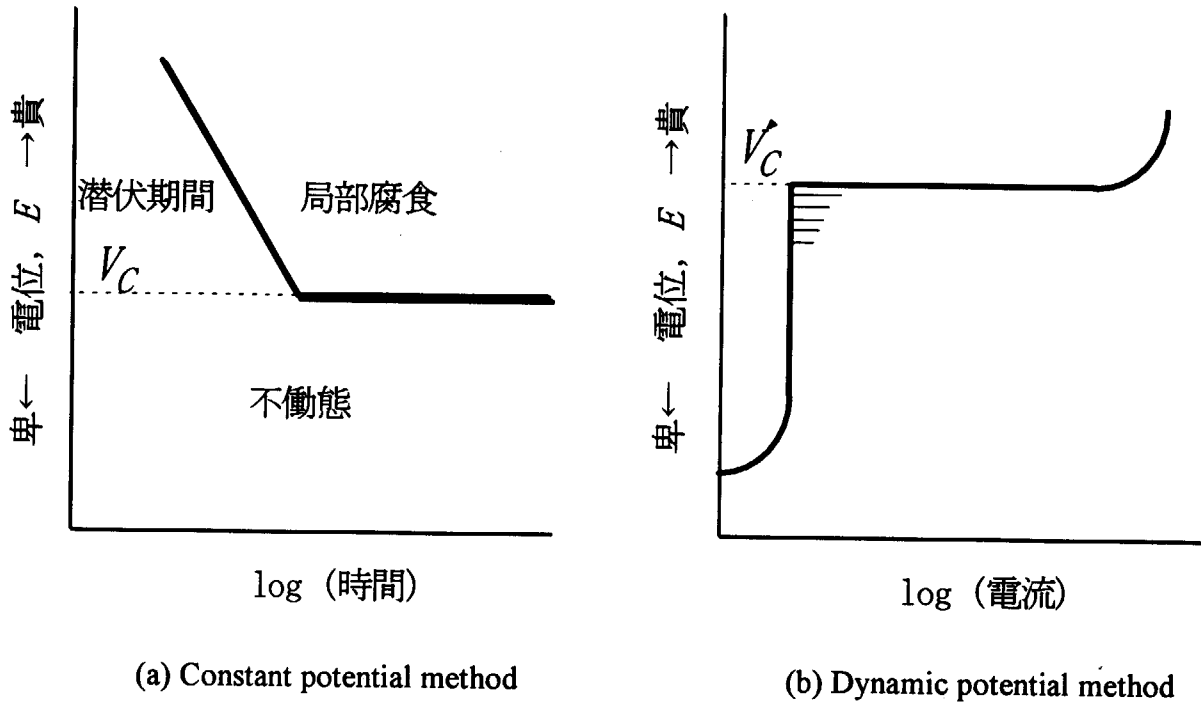 卑← 電位, E →貴
潜伏期間
局部腐食
V_C
不働態
log (時間)
(a) Constant potential method
卑← 電位, E →貴
V'_C
log (電流)
(b) Dynamic potential method